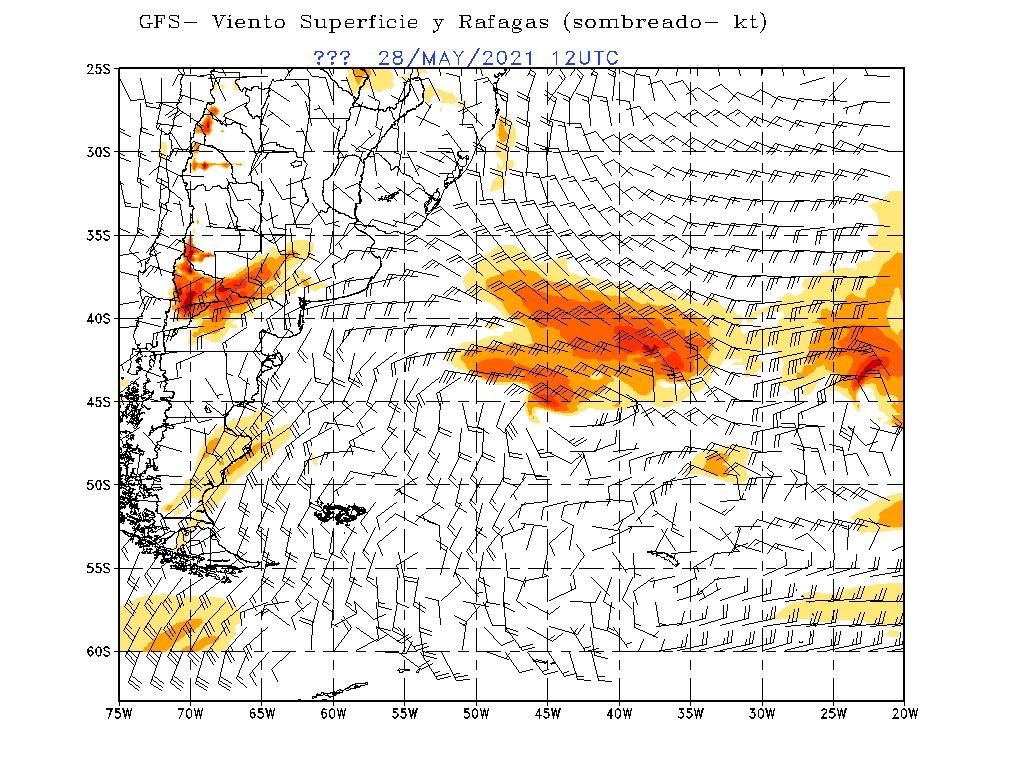 GFS− Viento Superficie y Rafagas (sombreado− kt)
??? 28/MAY/2021 12UTC
25S
30S
35S
40S
45S
50S
55S
60S
75W 70W 65W 60W 55W 50W 45W 40W 35W 30W 25W 20W